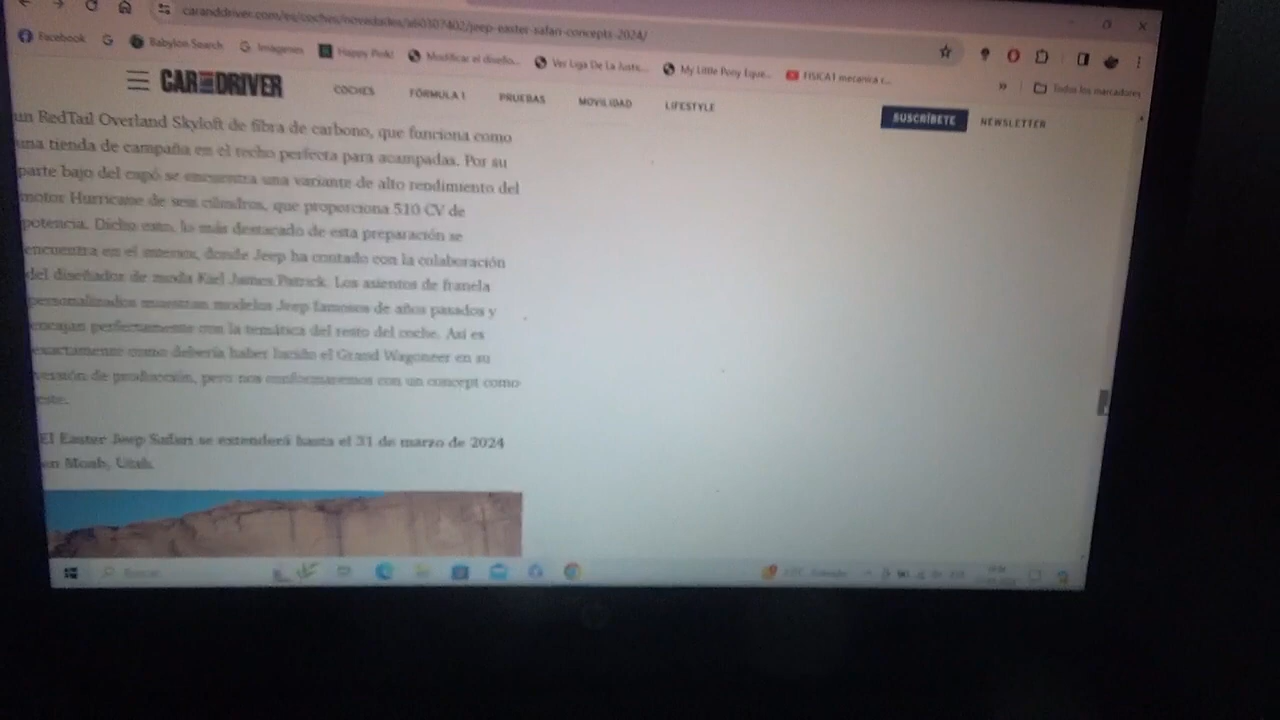 caranddriver.com/es/coches/novedades/a60307402/jeep-easter-safari-concepts-2024/
Facebook
Babylon Search
Imágenes
Happy Pink!
Modificar el diseño...
Ver Liga De La Justi...
My Little Pony Eque...
FISICA I mecanica c...
»
Todos los marcadores
CAR AND DRIVER
COCHES
FÓRMULA 1
PRUEBAS
MOVILIDAD
LIFESTYLE
SUSCRÍBETE
NEWSLETTER
un RedTail Overland Skyloft de fibra de carbono, que funciona como
una tienda de campaña en el techo perfecta para acampadas. Por su
parte bajo del capó se encuentra una variante de alto rendimiento del
motor Hurricane de seis cilindros, que proporciona 510 CV de
potencia. Dicho esto, lo más destacado de esta preparación se
encuentra en el interior, donde Jeep ha contado con la colaboración
del diseñador de moda Kiel James Patrick. Los asientos de franela
personalizados muestran modelos Jeep famosos de años pasados y
encajan perfectamente con la temática del resto del coche. Así es
exactamente como debería haber lucido el Grand Wagoneer en su
versión de producción, pero nos conformaremos con un concept como
este.
El Easter Jeep Safari se extenderá hasta el 31 de marzo de 2024
en Moab, Utah.
Buscar